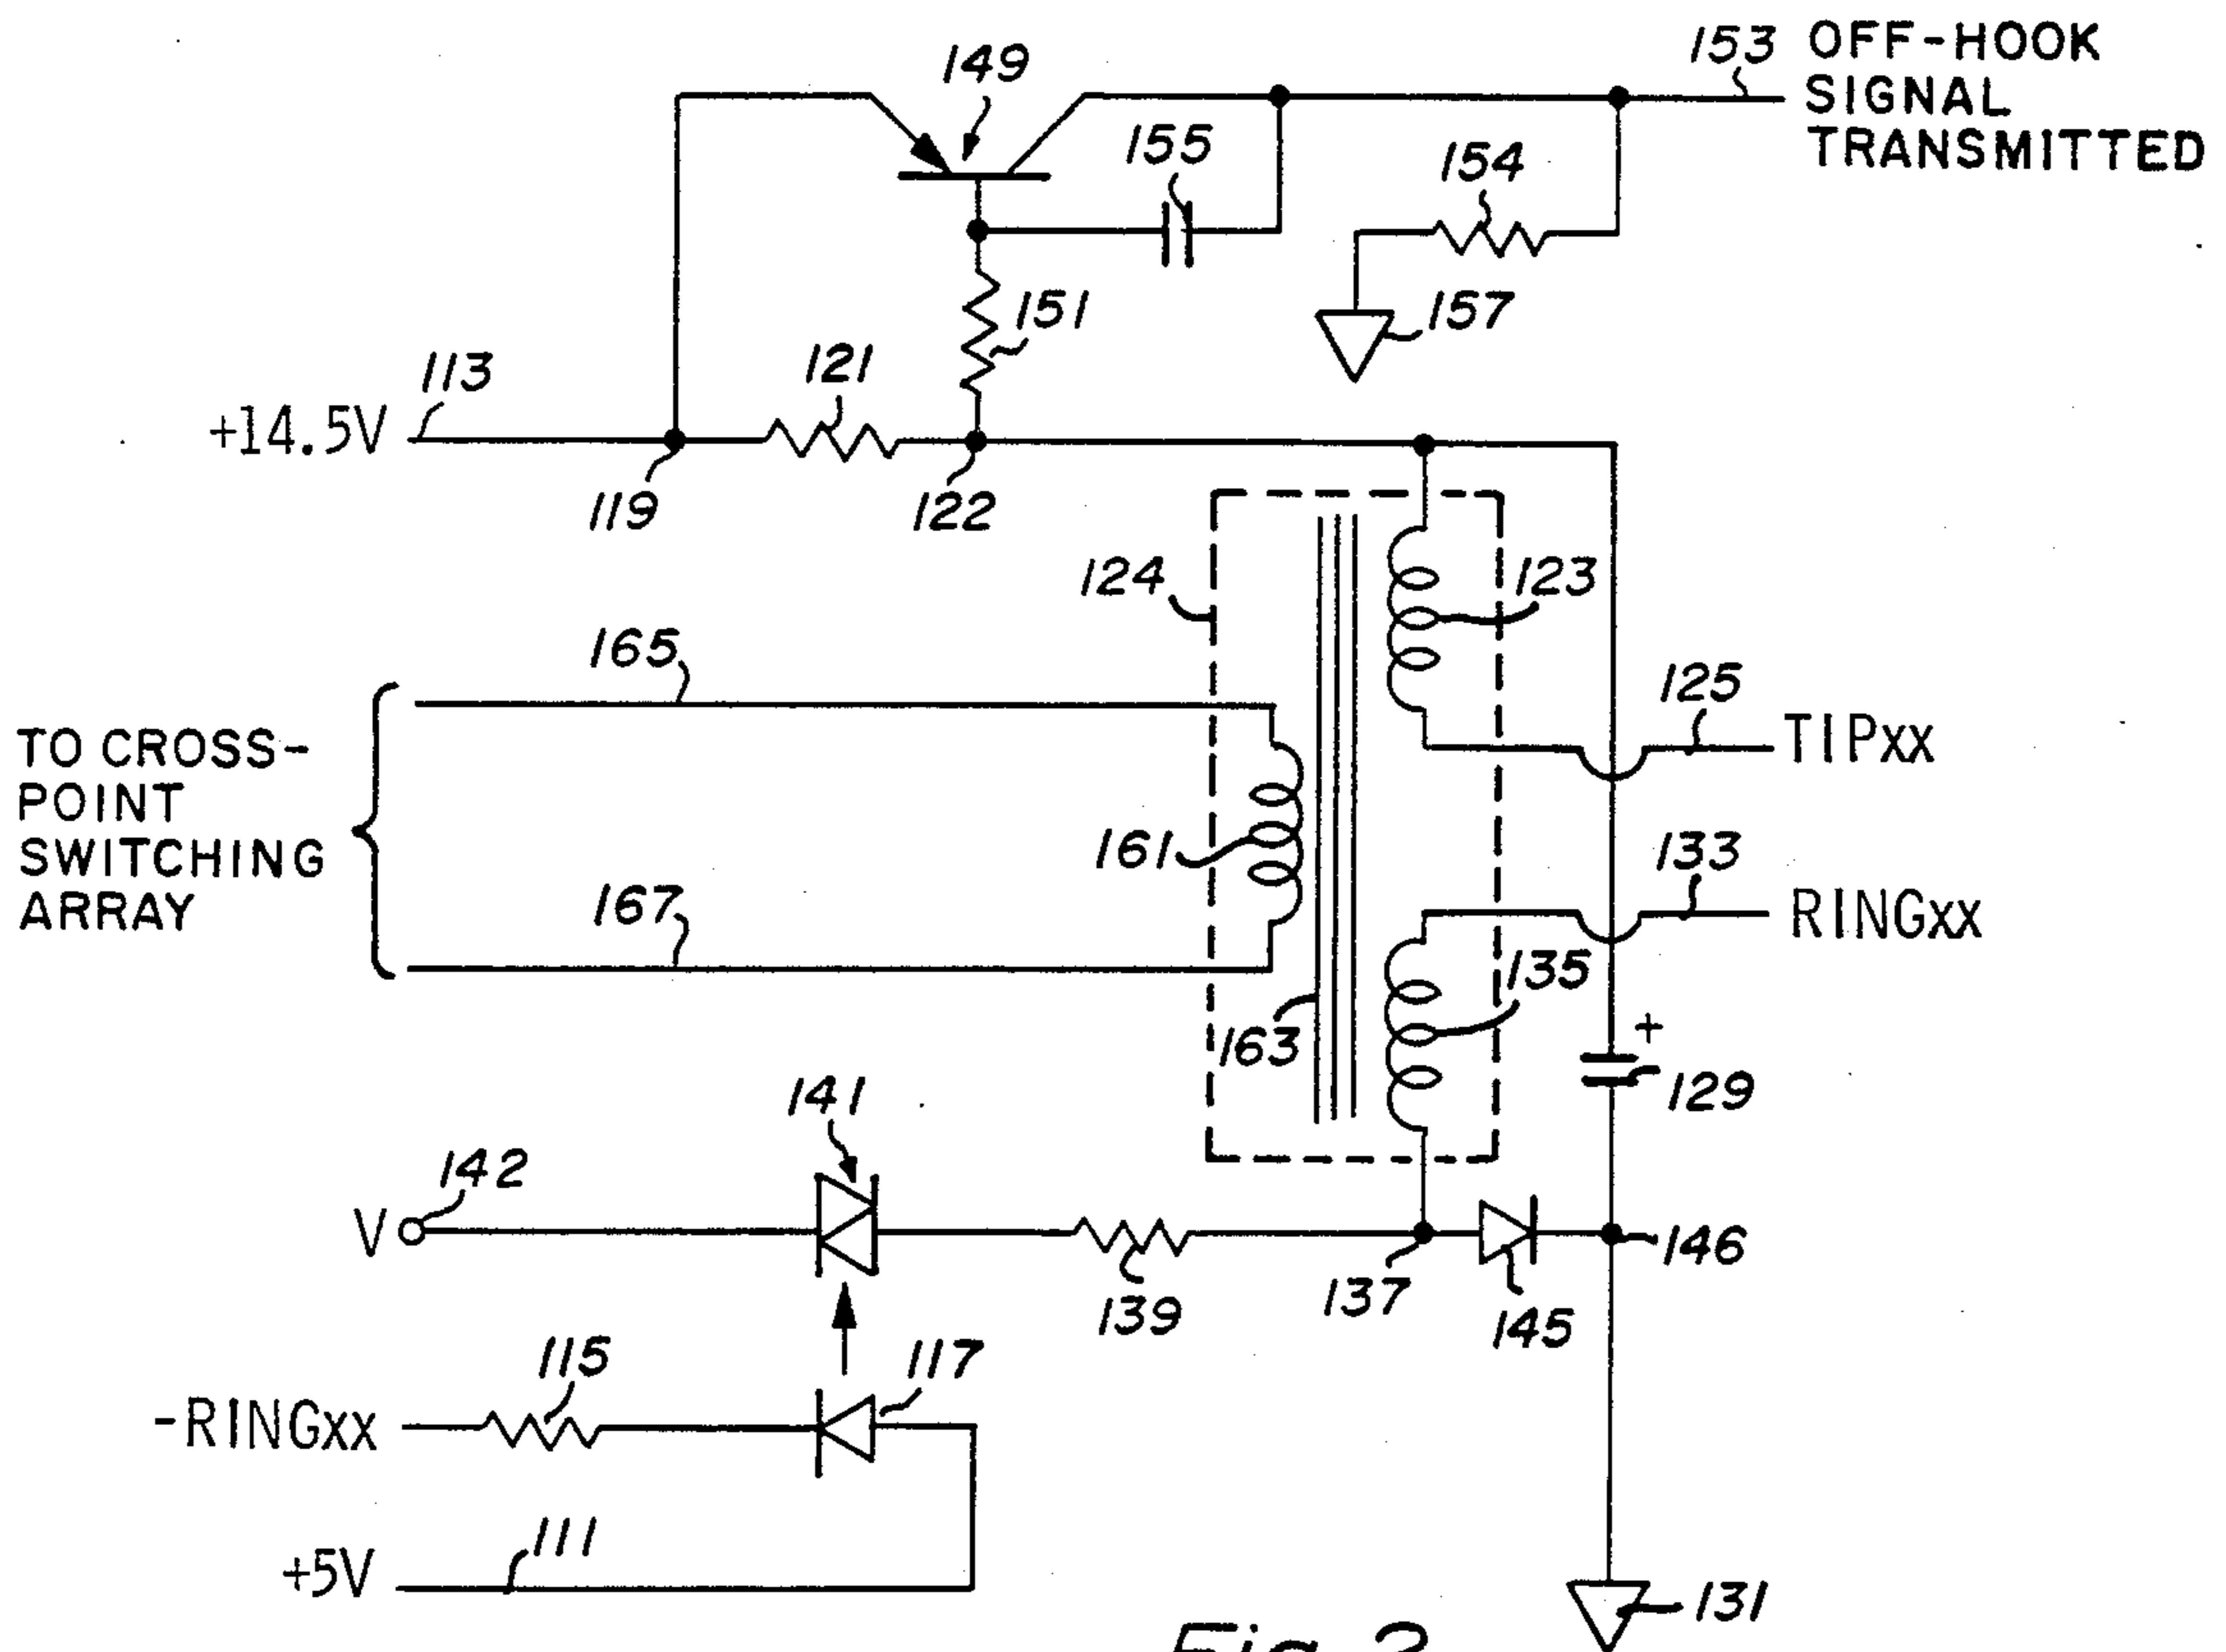 153 OFF-HOOK
SIGNAL
TRANSMITTED
149
155
154
151
157
113
121
+14.5V
119
122
124
123
165
125
TIPxx
TO CROSS-
POINT
SWITCHING
ARRAY
161
133
RINGxx
167
135
163
+
129
141
142
V
146
139
137
145
115
117
-RINGxx
111
+5V
131